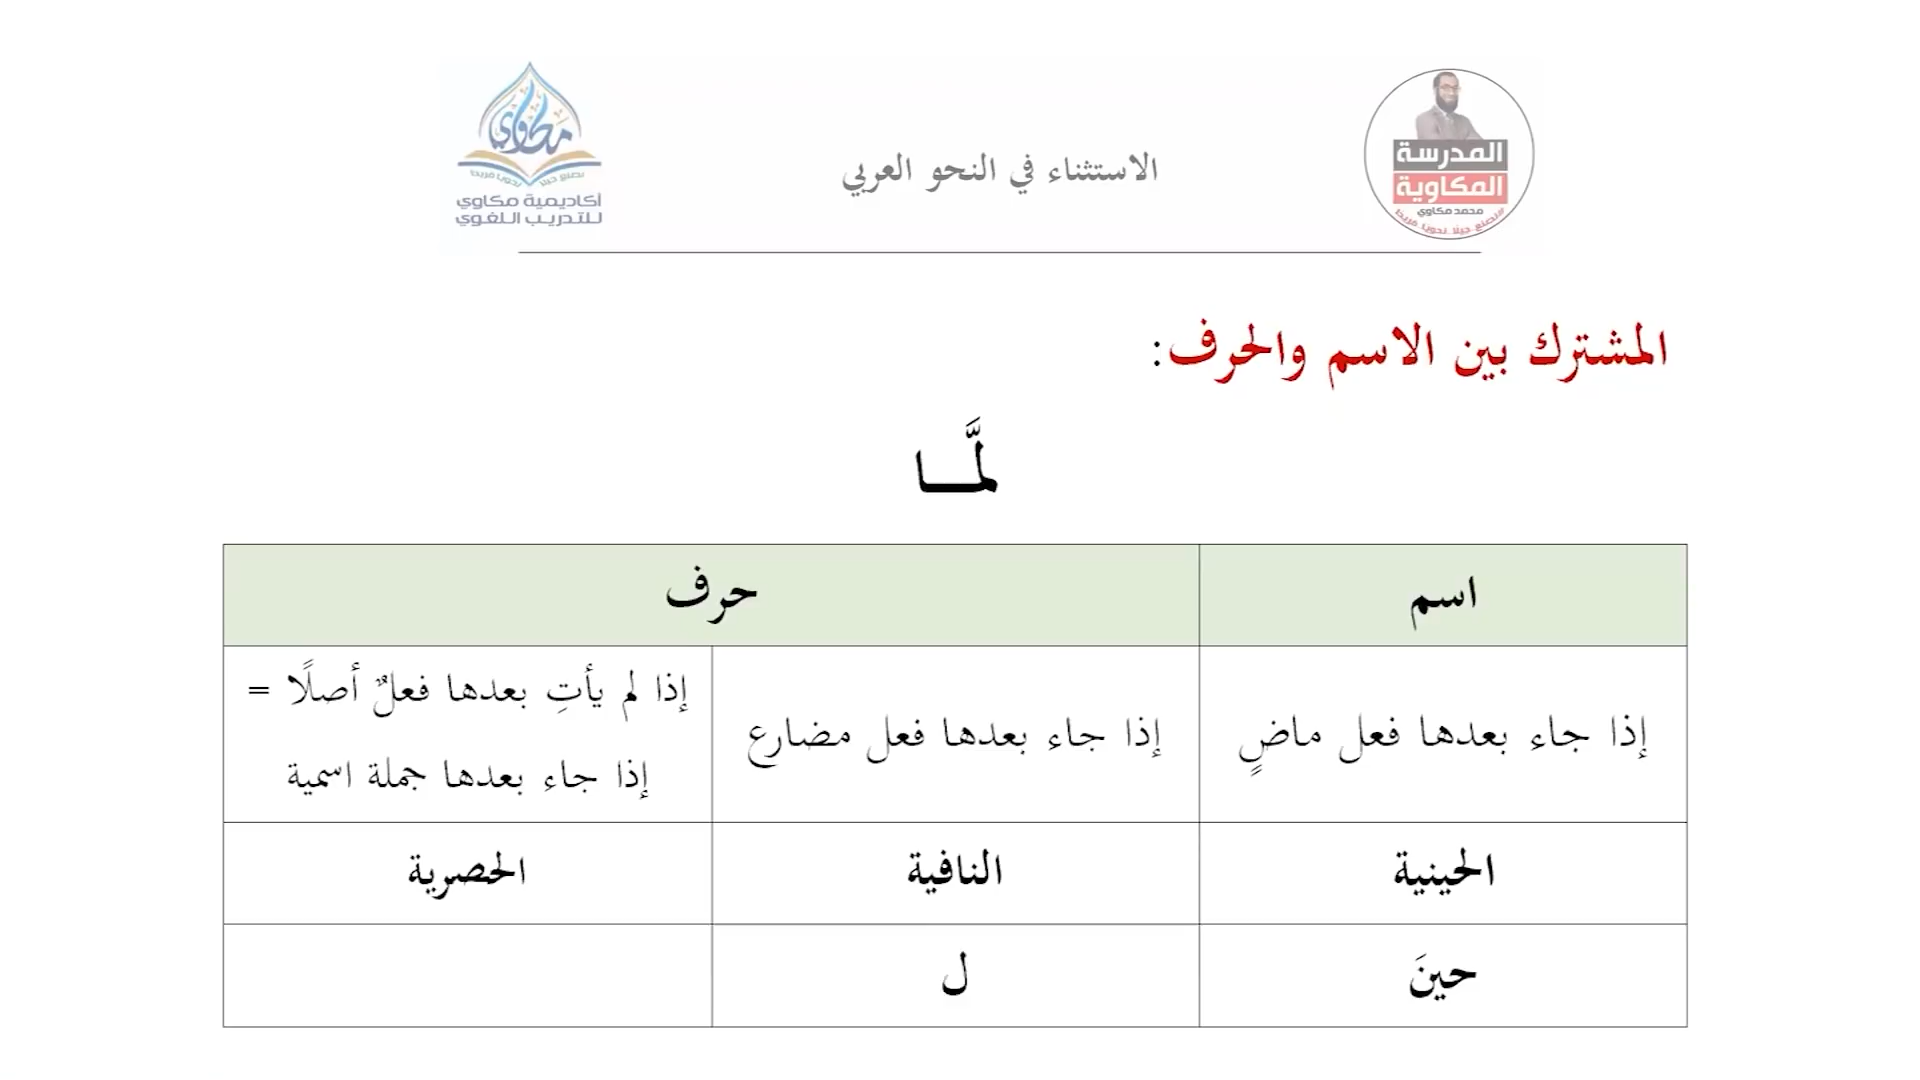 مكاوي
أكاديمية مكاوي
للتدريب اللغوي
الاستثناء في النحو العربي
المدرسة
المكاوية
محمد مكاوي
المشترك بين الاسم والحرف:
لمَّــا
اسم
حرف
إذا جاء بعدها فعل ماضٍ
إذا جاء بعدها فعل مضارع
إذا لم يأتِ بعدها فعلٌ أصلًا =
إذا جاء بعدها جملة اسمية
الحينية
النافية
الحصرية
حينَ
ل